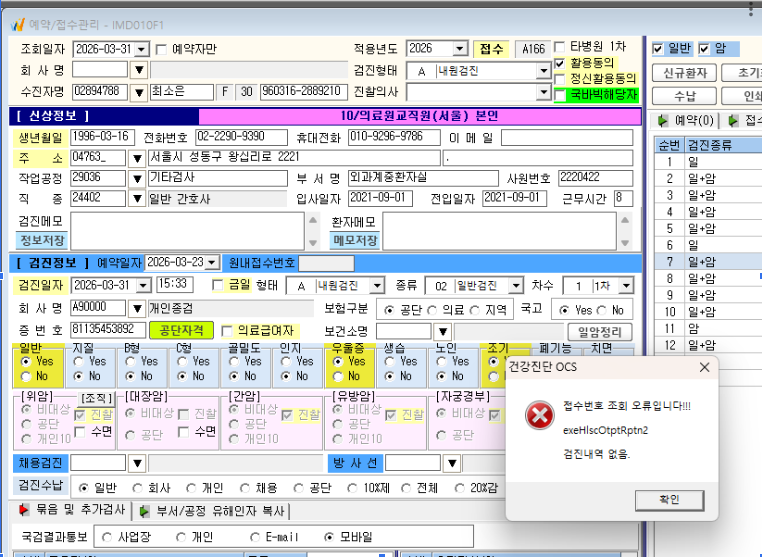 예약/접수관리 - IMD010F1
조회일자 2026-03-31 예약자만 적용년도 2026 접수 A166 타병원 1차
회 사 명 검진형태 A 내원검진 활용동의
정신활용동의
수진자명 02894788 최소은 F 30 960316-2889210 진찰의사 국바빅해당자
일반 암
신규환자 초기
수납 인쇄
예약(0) 접수
[ 신상정보 ] 10/의료원교직원(서울) 본인
생년월일 1996-03-16 전화번호 02-2290-9390 휴대전화 010-9296-9786 이 메 일
주 소 04763_ 서울시 성동구 왕십리로 2221 .
작업공정 29036 기타검사 부 서 명 외과계중환자실 사원번호 2220422
직 종 24402 일반 간호사 입사일자 2021-09-01 전입일자 2021-09-01 근무시간 8
검진메모 환자메모
정보저장 메모저장
[ 검진정보 ] 예약일자 2026-03-23 원내접수번호
검진일자 2026-03-31 15:33 금일 형태 A 내원검진 종류 02 일반검진 차수 1 1차
회 사 명 A90000 개인종검 보험구분 공단 의료 지역 국고 Yes No
증 번 호 81135453892 공단자격 의료급여자 보건소명 일암정리
일반 지질 B형 C형 골밀도 인지 우울증 생습 노인 조기 폐기능 치면
Yes Yes Yes Yes Yes Yes Yes Yes Yes
No No No No No No No No No
[위암] [조직] [대장암] [간암] [유방암] [자궁경부]
비대상 진찰 비대상 진찰 비대상 진찰 비대상 진찰 비대상
공단 수면 공단 수면 공단 공단 공단
개인10 개인10 개인10
채용검진 방 사 선
검진수납 일반 회사 개인 채용 공단 10%제 전체 20%감
묶음 및 추가검사 부서/공정 유해인자 복사
국검결과통보 사업장 개인 E-mail 모바일
순번 검진종류
1 일
2 일+암
3 일+암
4 일+암
5 일+암
6 일
7 일+암
8 일+암
9 일+암
10 일+암
11 암
12 일+암
건강진단 OCS
접수번호 조회 오류입니다!!!
exeHlscOtptRptn2
검진내역 없음.
확인